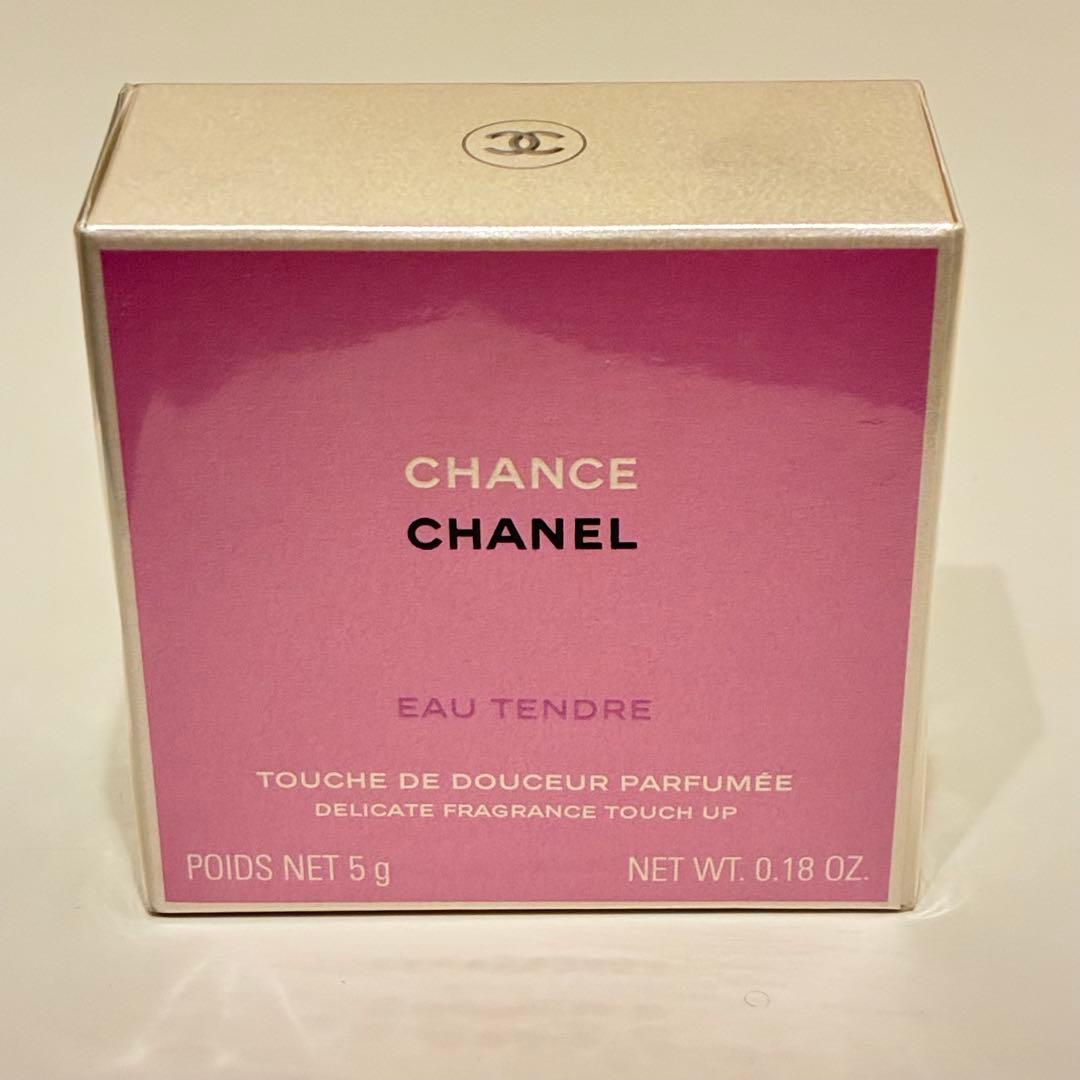 CHANCE
CHANEL
EAU TENDRE
TOUCHE DE DOUCEUR PARFUMÉE
DELICATE FRAGRANCE TOUCH UP
POIDS NET 5 g NET WT. 0.18 OZ.